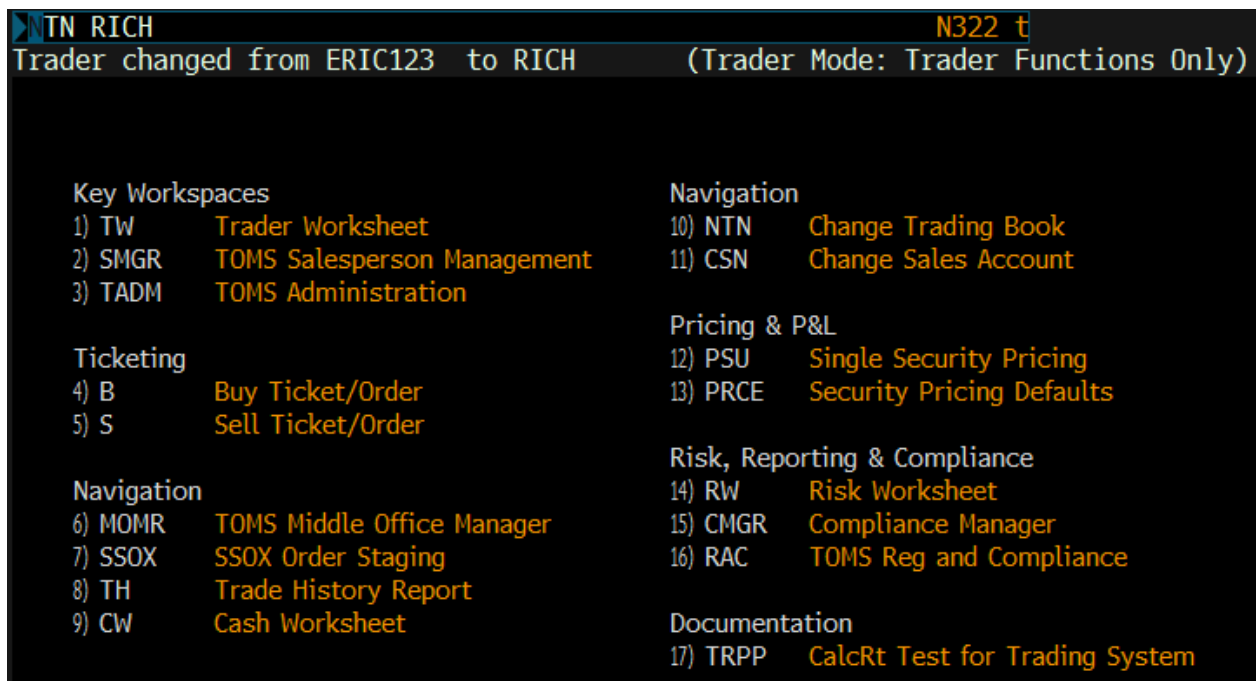 NTN RICH N322 t
Trader changed from ERIC123 to RICH (Trader Mode: Trader Functions Only)
Key Workspaces
1) TW Trader Worksheet
2) SMGR TOMS Salesperson Management
3) TADM TOMS Administration
Ticketing
4) B Buy Ticket/Order
5) S Sell Ticket/Order
Navigation
6) MOMR TOMS Middle Office Manager
7) SSOX SSOX Order Staging
8) TH Trade History Report
9) CW Cash Worksheet
Navigation
10) NTN Change Trading Book
11) CSN Change Sales Account
Pricing & P&L
12) PSU Single Security Pricing
13) PRCE Security Pricing Defaults
Risk, Reporting & Compliance
14) RW Risk Worksheet
15) CMGR Compliance Manager
16) RAC TOMS Reg and Compliance
Documentation
17) TRPP CalcRt Test for Trading System